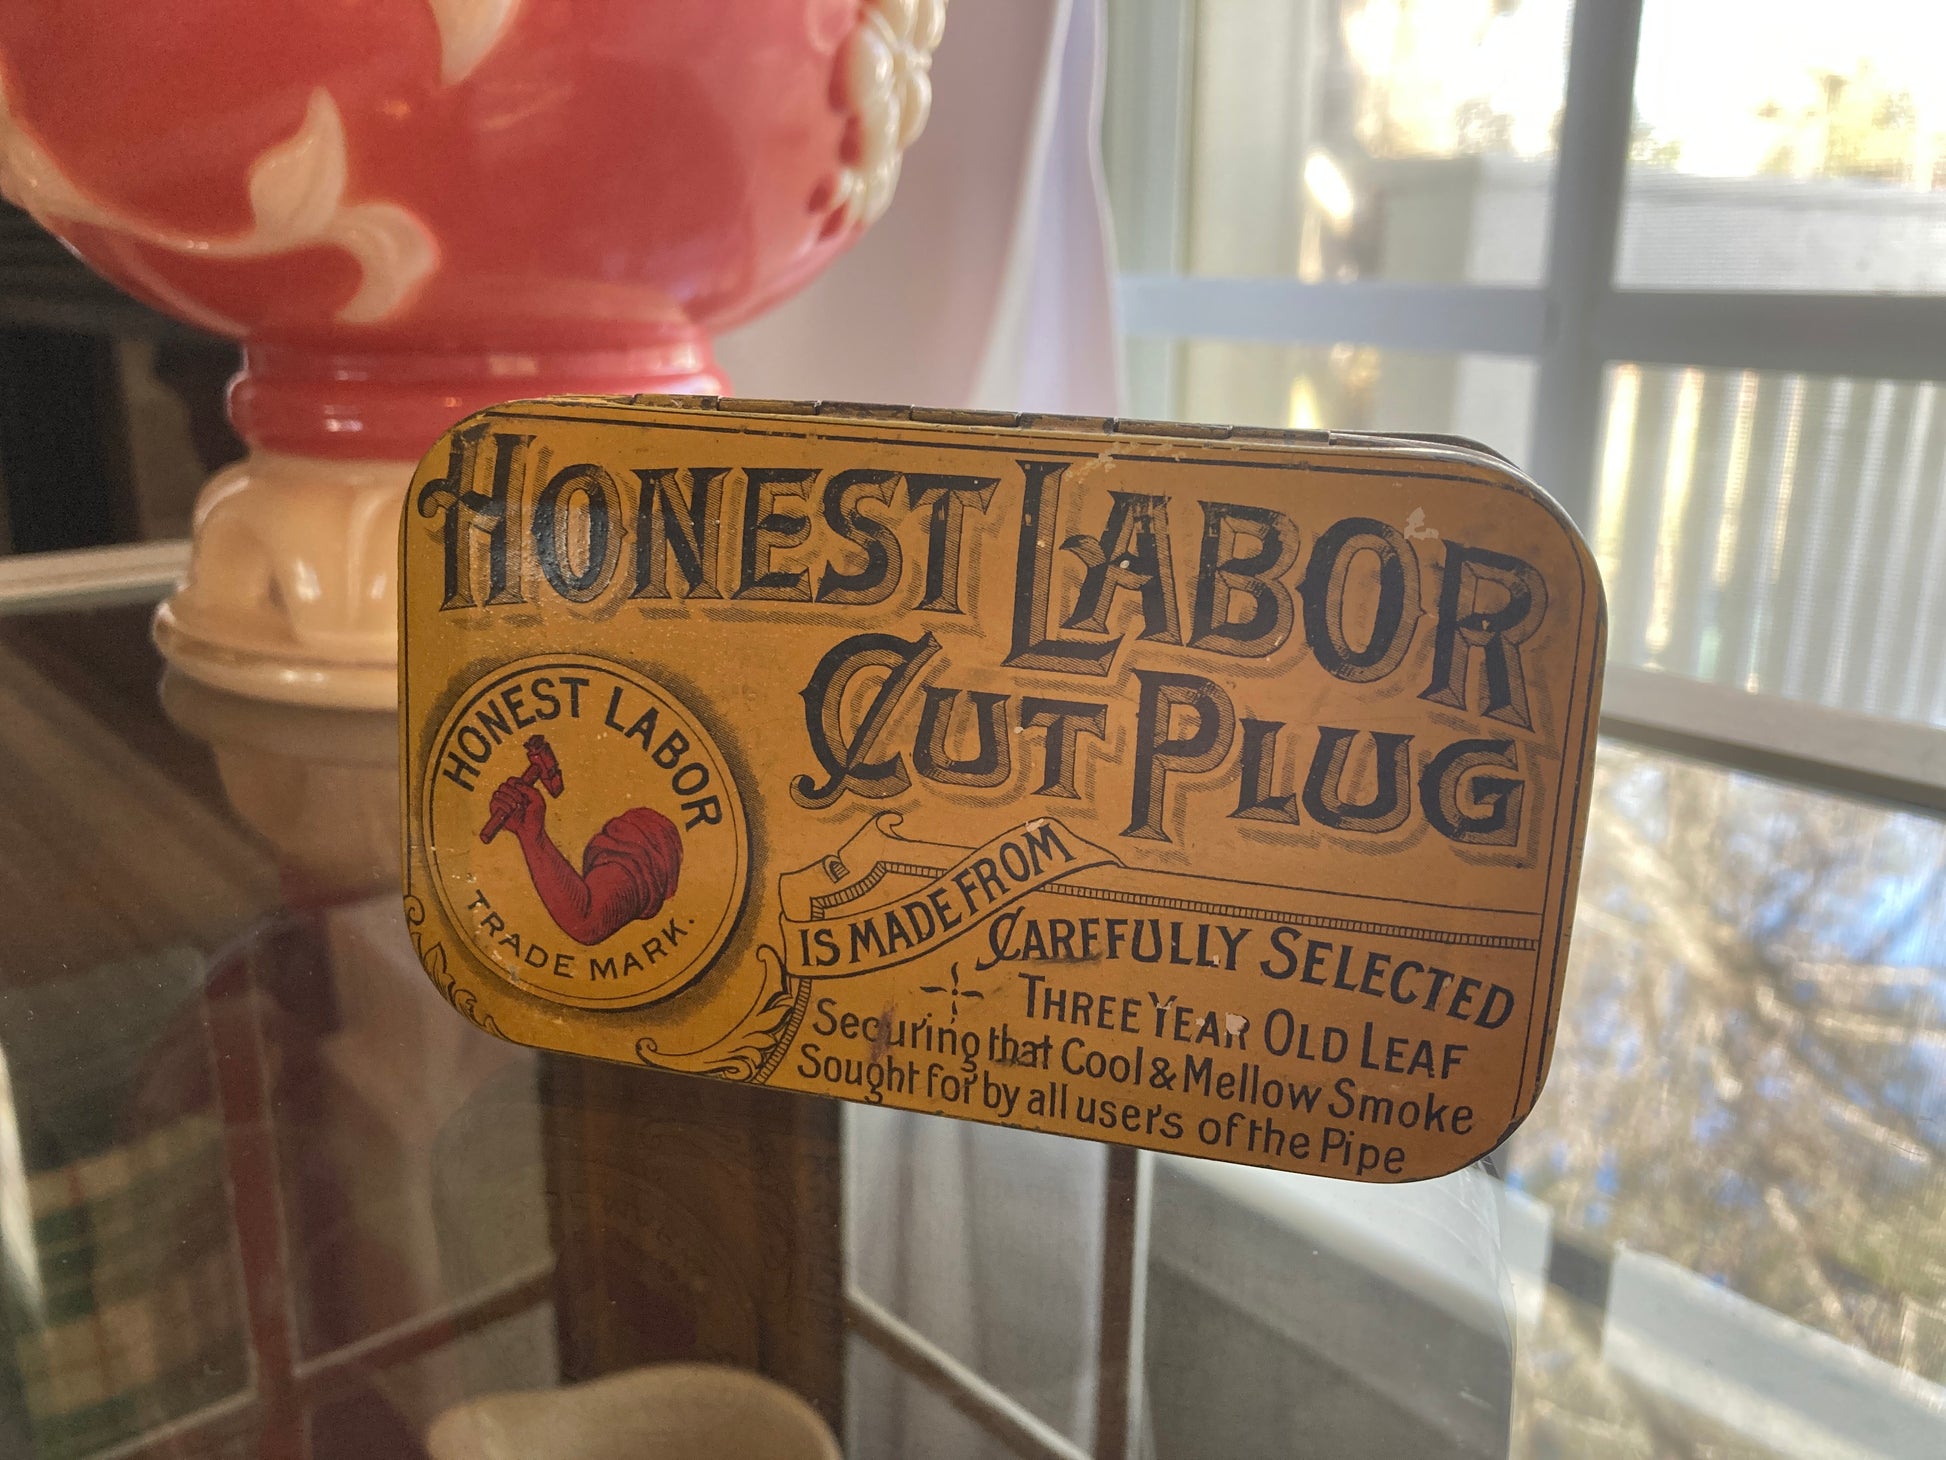 HONEST LABOR
CUT PLUG
HONEST LABOR
TRADE MARK.
IS MADE FROM
CAREFULLY SELECTED
THREE YEAR OLD LEAF
Securing that Cool & Mellow Smoke
Sought for by all users of the Pipe